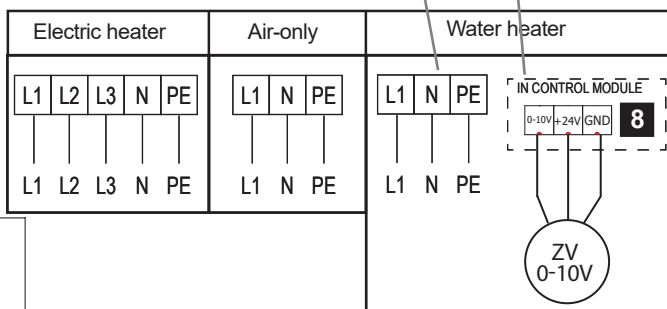 Electric heater
Air-only
Water heater
L1 L2 L3 N PE
L1 L2 L3 N PE
L1 N PE
L1 N PE
L1 N PE
L1 N PE
IN CONTROL MODULE
0-10V +24V GND 8
ZV
0-10V